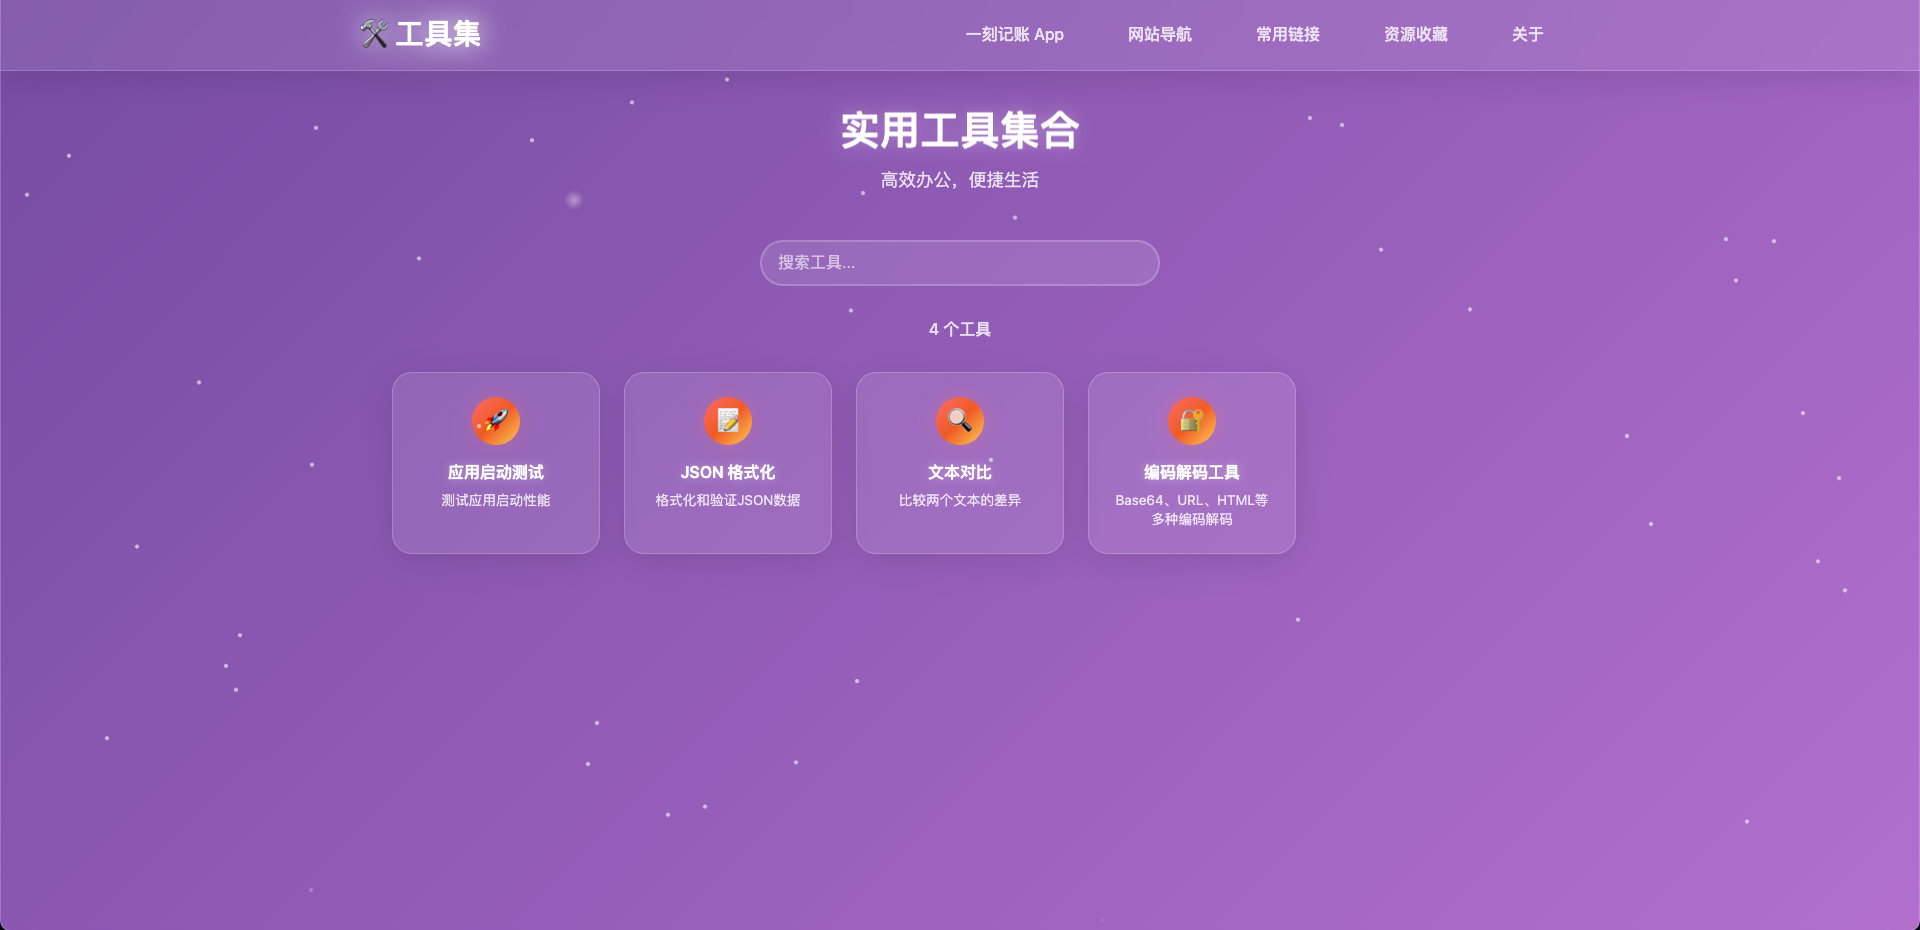 工具集
一刻记账 App
网站导航
常用链接
资源收藏
关于
实用工具集合
高效办公，便捷生活
搜索工具...
4 个工具
应用启动测试
测试应用启动性能
JSON 格式化
格式化和验证JSON数据
文本对比
比较两个文本的差异
编码解码工具
Base64、URL、HTML等
多种编码解码